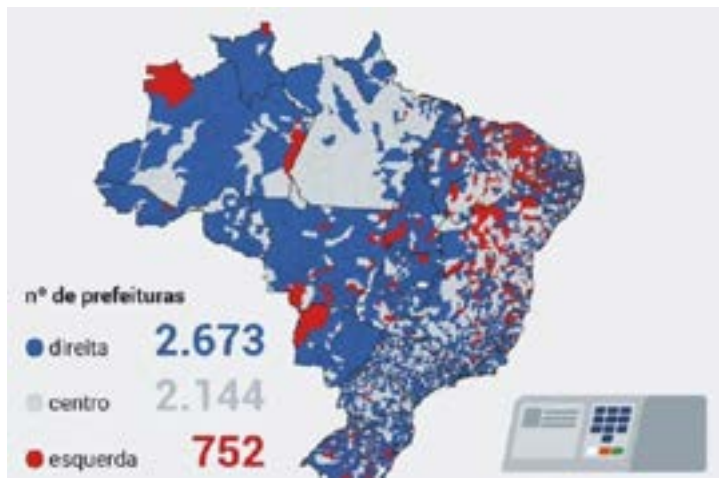 nº de prefeituras
direita 2.673
centro 2.144
esquerda 752